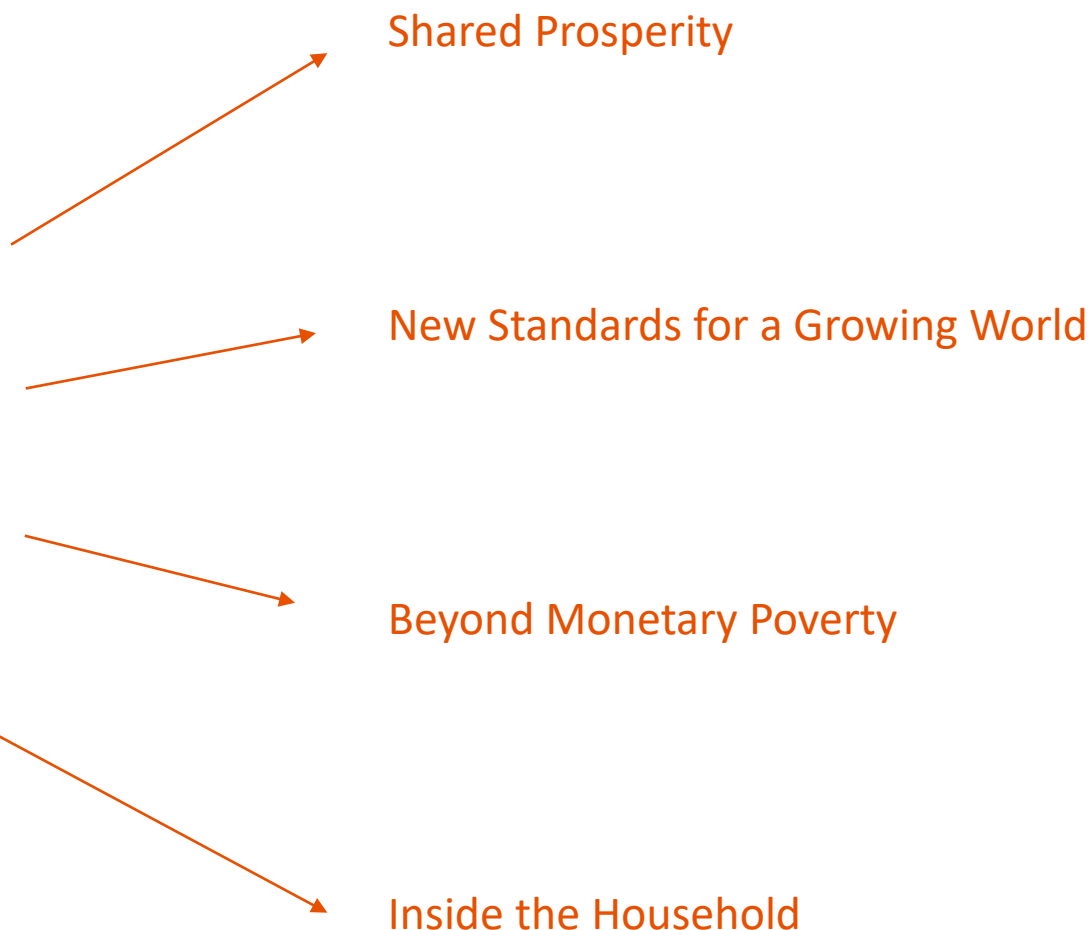 Shared Prosperity
New Standards for a Growing World
Beyond Monetary Poverty
Inside the Household